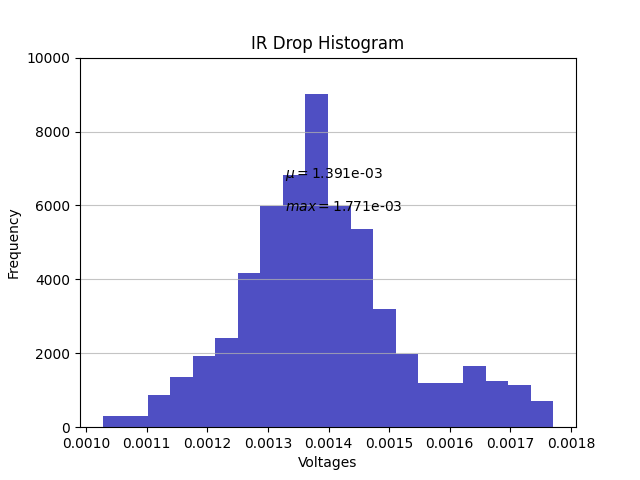 IR Drop Histogram
10000
8000
6000
4000
2000
0
Frequency
μ = 1.391e-03
max = 1.771e-03
0.0010 0.0011 0.0012 0.0013 0.0014 0.0015 0.0016 0.0017 0.0018
Voltages